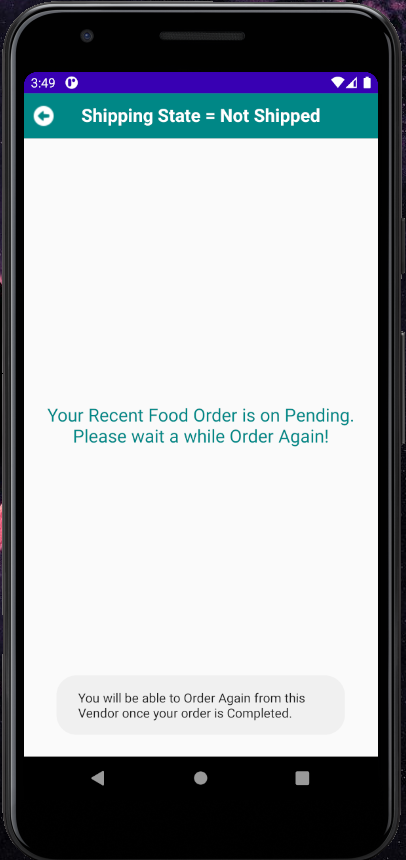 3:49
Shipping State = Not Shipped
Your Recent Food Order is on Pending.
Please wait a while Order Again!
You will be able to Order Again from this
Vendor once your order is Completed.